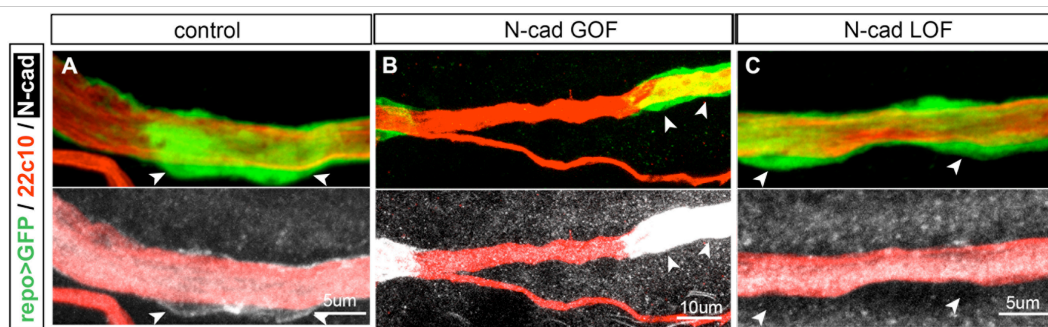 control
N-cad GOF
N-cad LOF
repo>GFP / 22c10 / N-cad
A
B
C
5um
10um
5um